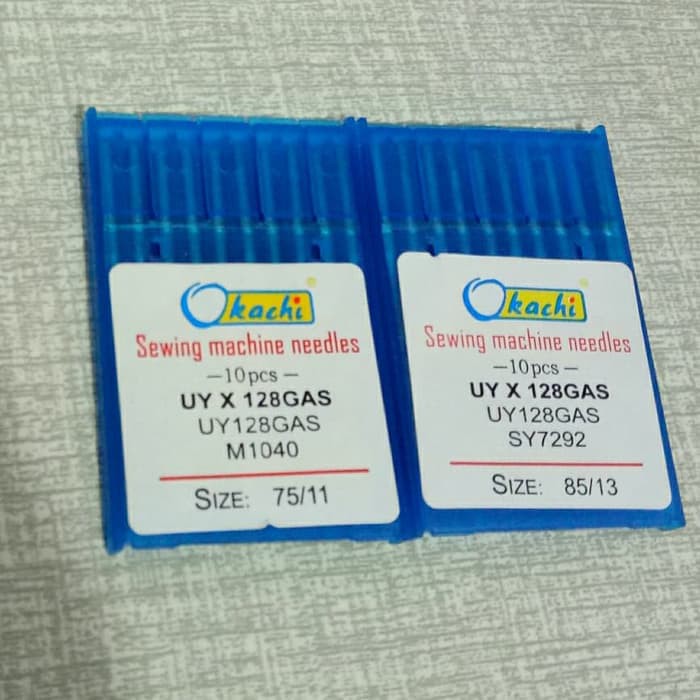 Okachi
Sewing machine needles
—10pcs—
UY X 128GAS
UY128GAS
M1040
SIZE: 75/11
Okachi
Sewing machine needles
—10pcs—
UY X 128GAS
UY128GAS
SY7292
SIZE: 85/13